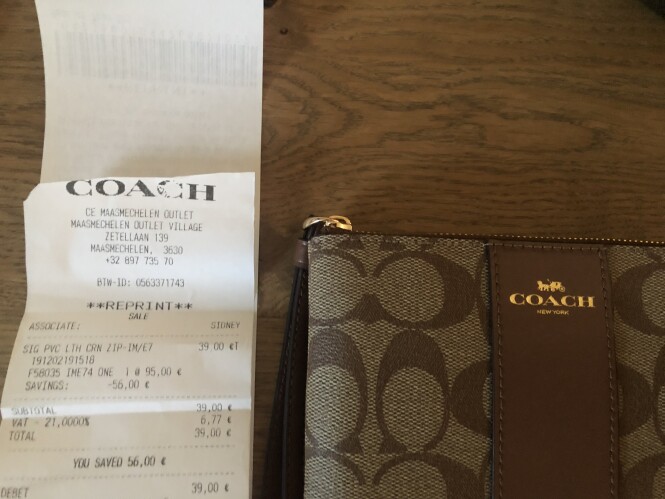 COACH
CE MAASMECHELEN OUTLET
MAASMECHELEN OUTLET VILLAGE
ZETELLAAN 139
MAASMECHELEN, 3630
+32 897 735 70
BTW-ID: 0563371743
**REPRINT**
SALE
ASSOCIATE: SIDNEY
SIG PVC LTH CRN ZIP-IM/E7 39,00 €T
191202191518
F58035 IME74 ONE 1 @ 95,00 €
SAVINGS: -56,00 €
SUBTOTAL 39,00 €
VAT - 21,0000% 6,77 €
TOTAL 39,00 €
YOU SAVED 56,00 €
DEBET 39,00 €
COACH
NEW YORK